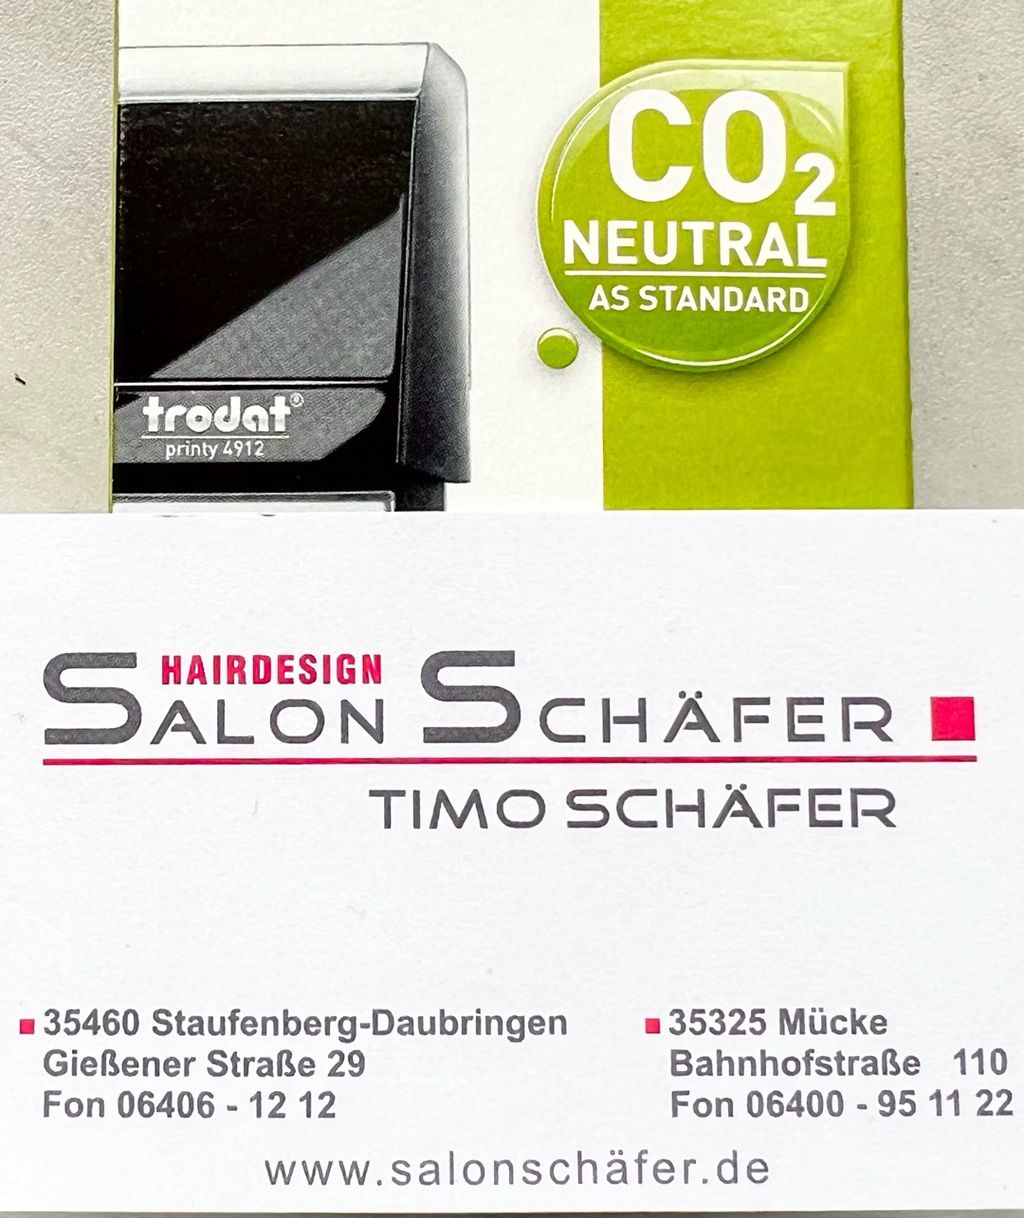 CO2
NEUTRAL
AS STANDARD
trodat®
printy 4912
HAIRDESIGN
SALON SCHÄFER
TIMO SCHÄFER
35460 Staufenberg-Daubringen
Gießener Straße 29
Fon 06406 - 12 12
35325 Mücke
Bahnhofstraße 110
Fon 06400 - 95 11 22
www.salonschäfer.de